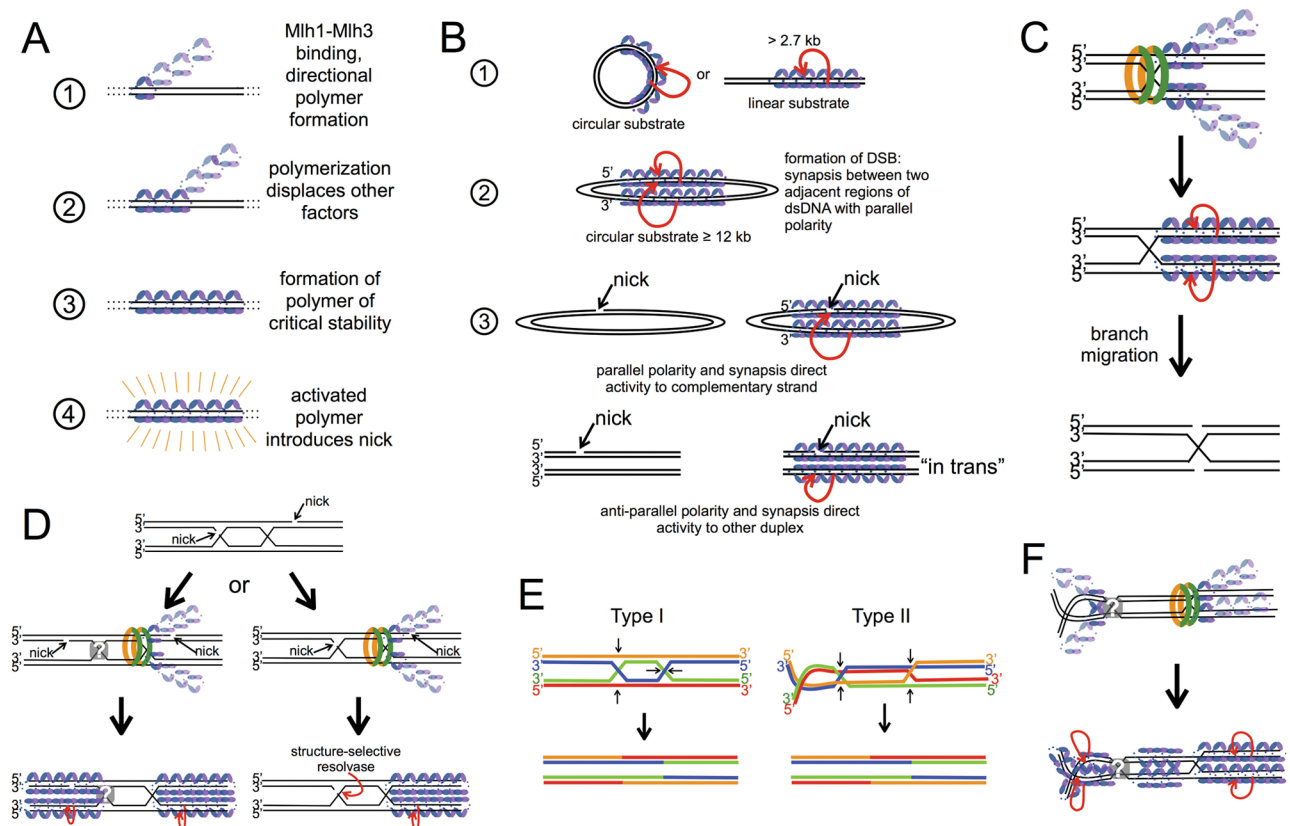 A
1
Mlh1-Mlh3
binding,
directional
polymer
formation
2
polymerization
displaces other
factors
3
formation of
polymer of
critical stability
4
activated
polymer
introduces nick
B
1
circular substrate
or
> 2.7 kb
linear substrate
2
5’
3’
circular substrate ≥ 12 kb
formation of DSB:
synapsis between two
adjacent regions of
dsDNA with parallel
polarity
3
nick
nick
5’
3’
parallel polarity and synapsis direct
activity to complementary strand
nick
5’
3’
3’
5’
nick
“in trans”
anti-parallel polarity and synapsis direct
activity to other duplex
C
5’
3’
3’
5’
5’
3’
3’
5’
branch
migration
5’
3’
3’
5’
D
5’
3’
3’
5’
nick
nick
or
5’
3’
3’
5’
nick
?
nick
5’
3’
3’
5’
nick
nick
5’
3’
3’
5’
?
structure-selective
resolvase
5’
3’
3’
5’
E
Type I
5’
3’
3’
5’
3’
5’
3’
Type II
3’
5’
3’
5’
3’
5’
F
?
?